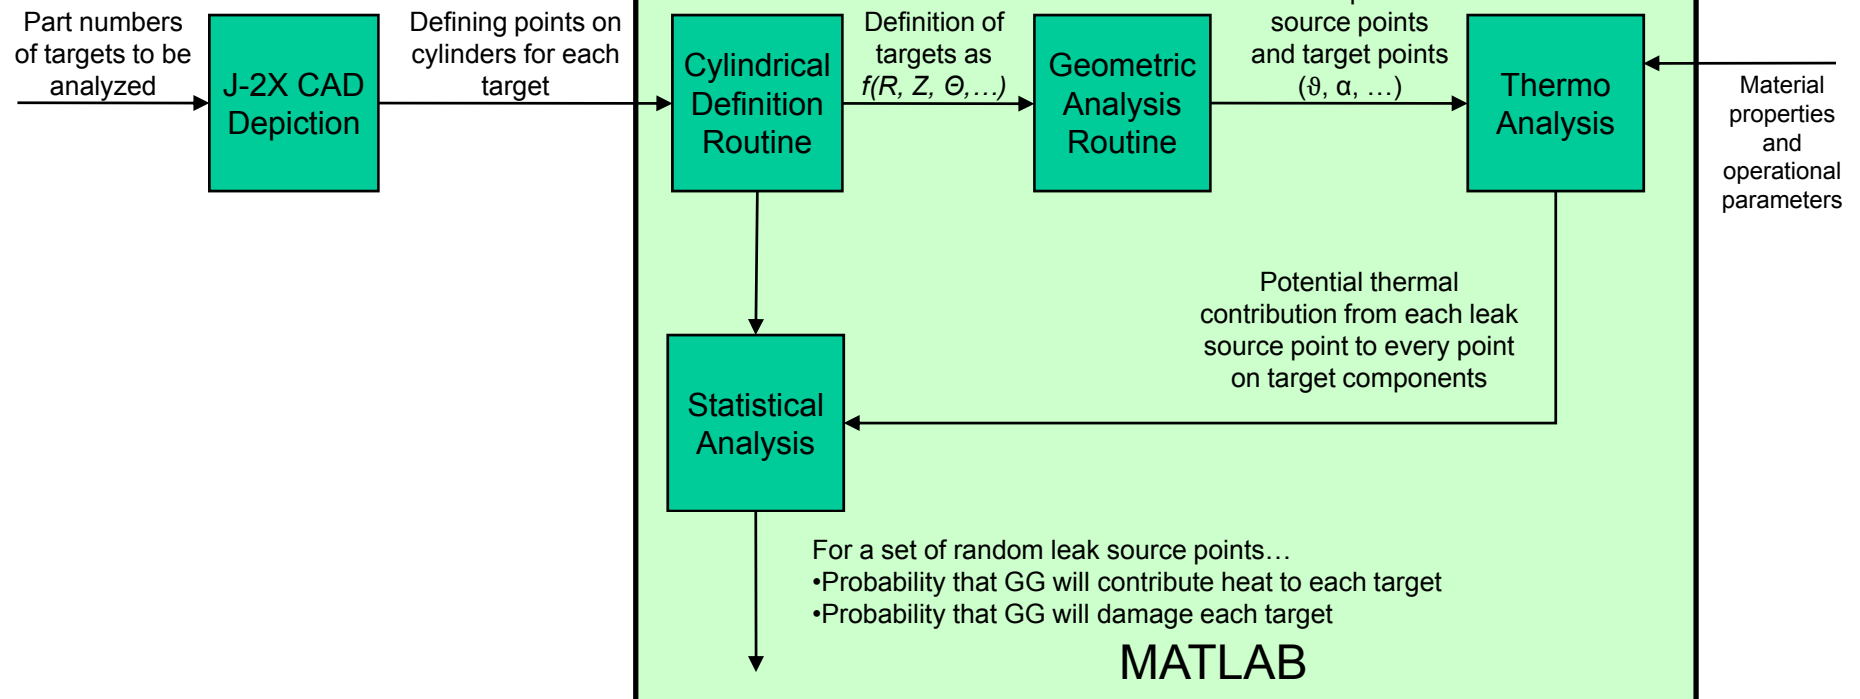 Part numbers
of targets to be
analyzed
J-2X CAD
Depiction
Defining points on
cylinders for each
target
Cylindrical
Definition
Routine
Definition of
targets as
f(R, Z, Θ,…)
Geometric
Analysis
Routine
source points
and target points
(ϑ, α, …)
Thermo
Analysis
Material
properties
and
operational
parameters
Potential thermal
contribution from each leak
source point to every point
on target components
Statistical
Analysis
For a set of random leak source points…
•Probability that GG will contribute heat to each target
•Probability that GG will damage each target
MATLAB